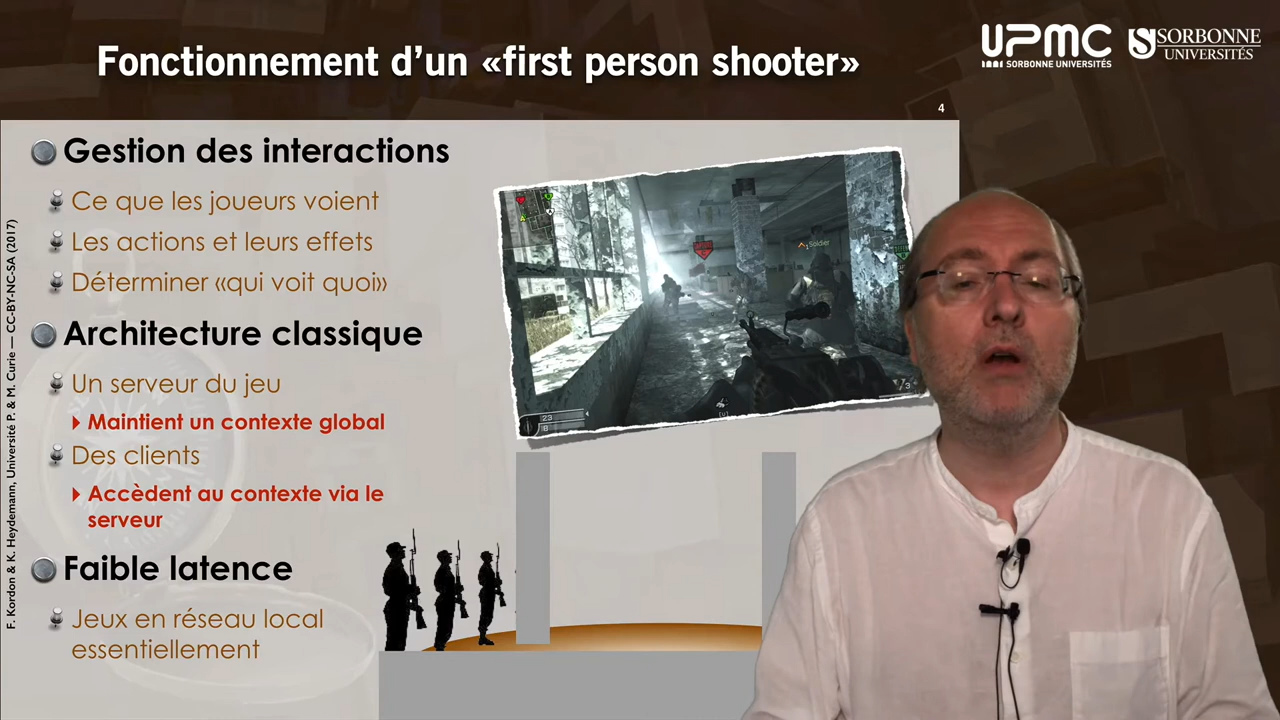 Fonctionnement d'un «first person shooter»
UPMC
SORBONNE UNIVERSITÉS
SORBONNE
UNIVERSITÉS
4
Gestion des interactions
Ce que les joueurs voient
Les actions et leurs effets
Déterminer «qui voit quoi»
Architecture classique
Un serveur du jeu
Maintient un contexte global
Des clients
Accèdent au contexte via le
serveur
Faible latence
Jeux en réseau local
essentiellement
F. Kordon & K. Heydemann, Université P. & M. Curie — CC-BY-NC-SA (2017)
Soldier
23
8